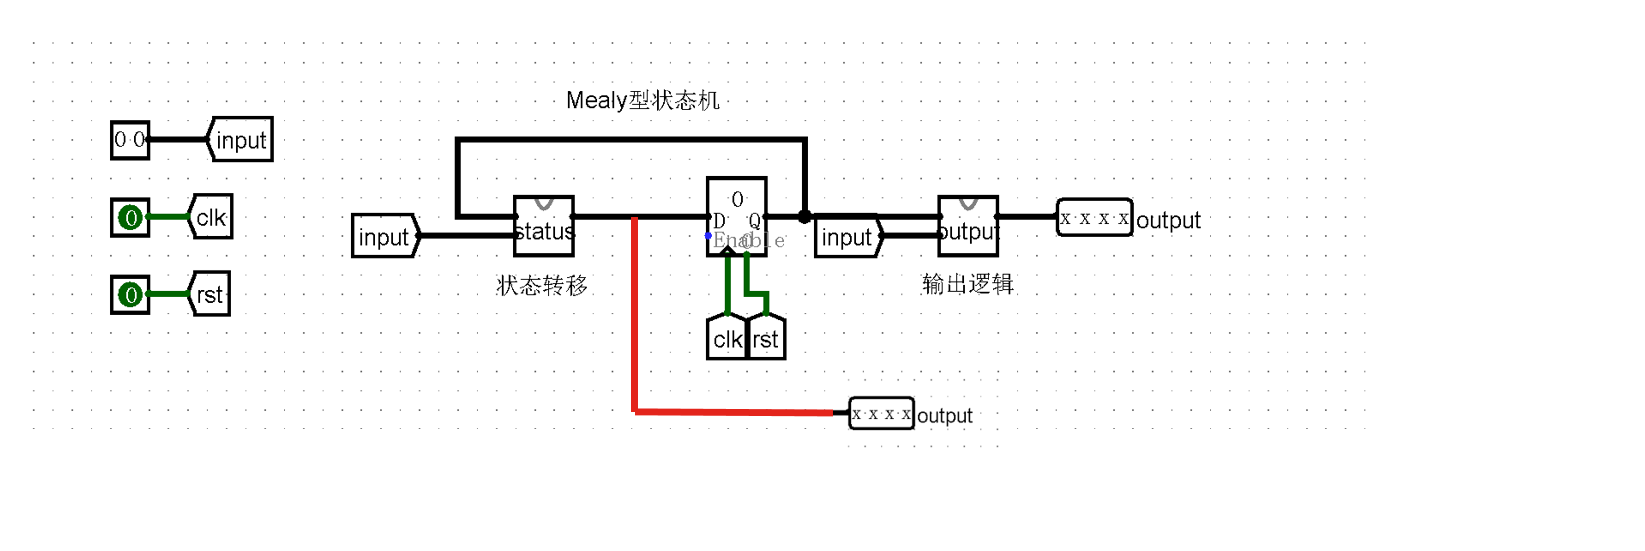 Mealy型状态机
0 0
input
0
clk
0
rst
input
status
状态转移
0
D
Q
Enable
clk
rst
input
output
输出逻辑
x x x x
output
x x x x
output